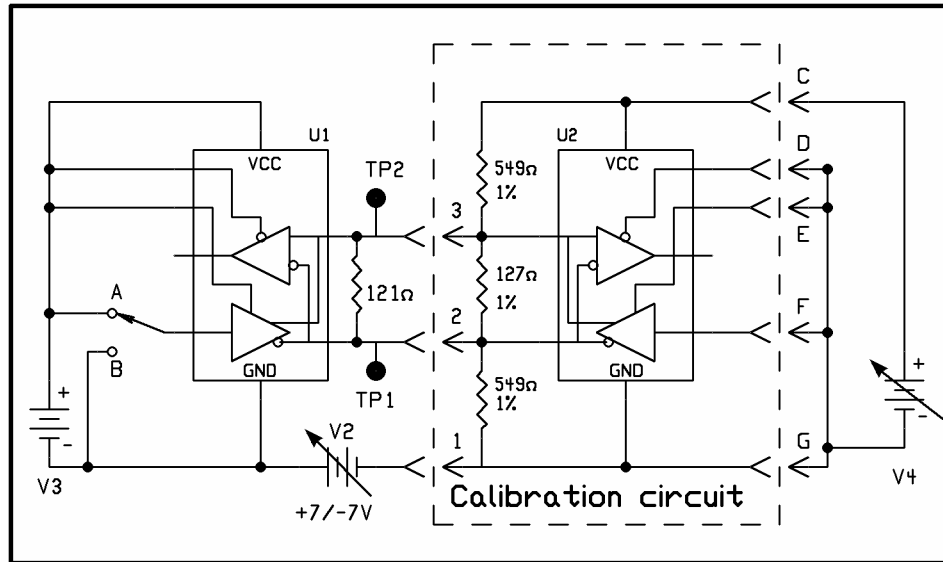 C
U1
U2
D
VCC
TP2
549Ω
1%
VCC
3
E
A
121Ω
127Ω
1%
2
F
B
GND
TP1
549Ω
1%
GND
+
-
V3
V2
+7/-7V
1
G
+
-
V4
Calibration circuit